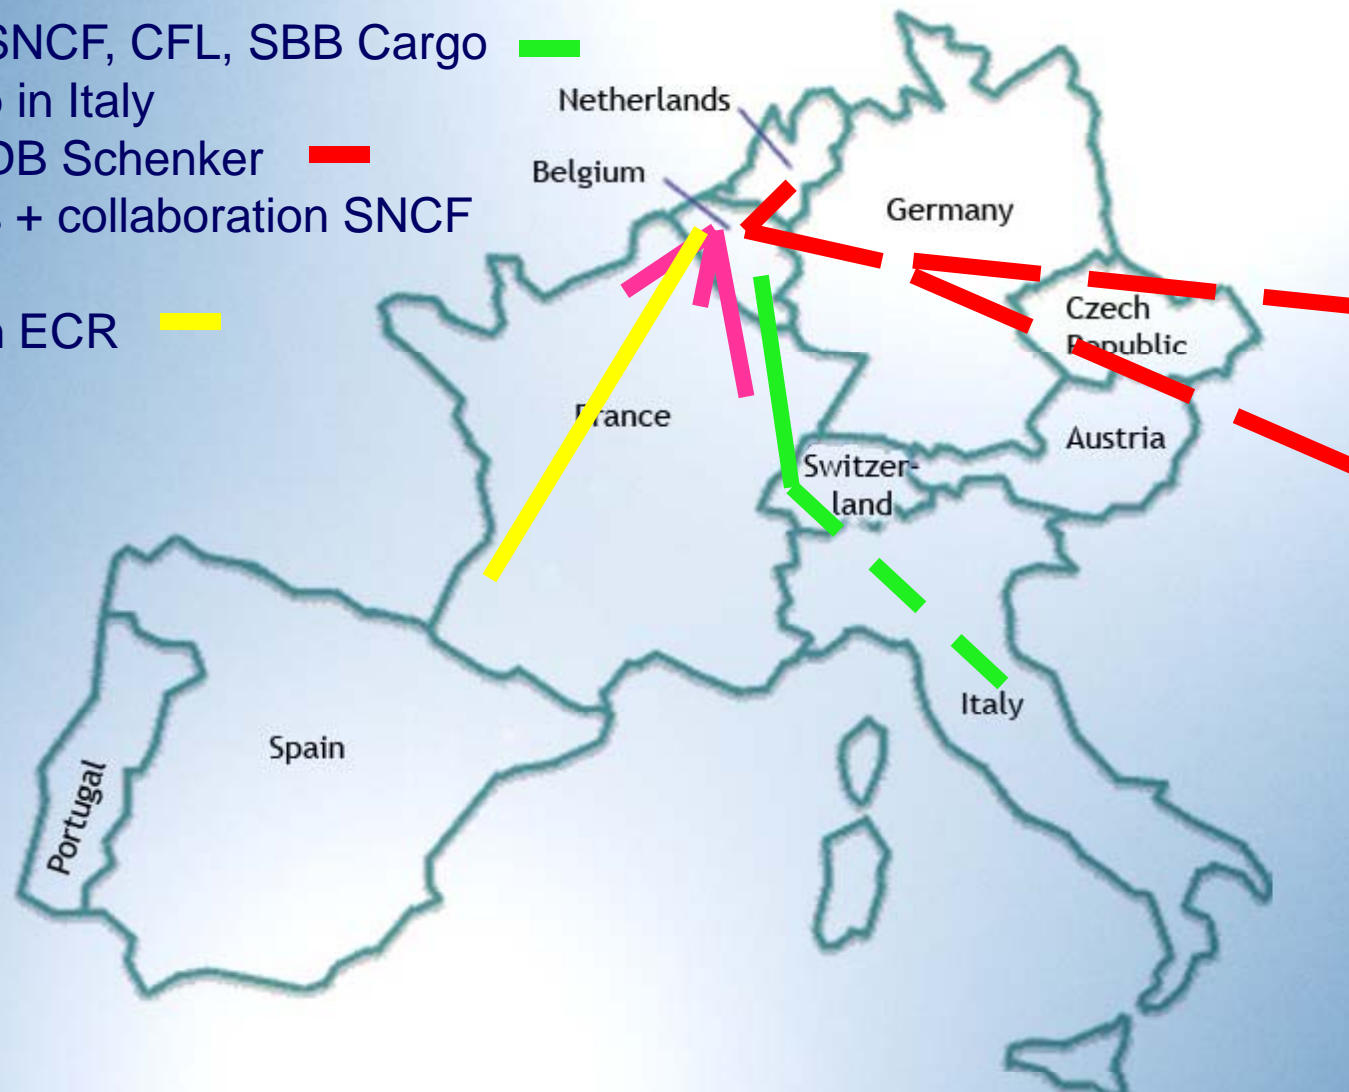 SNCF, CFL, SBB Cargo
in Italy
DB Schenker
+ collaboration SNCF
ECR
Netherlands
Belgium
Germany
Czech
Republic
France
Austria
Switzer-
land
Italy
Spain
Portugal